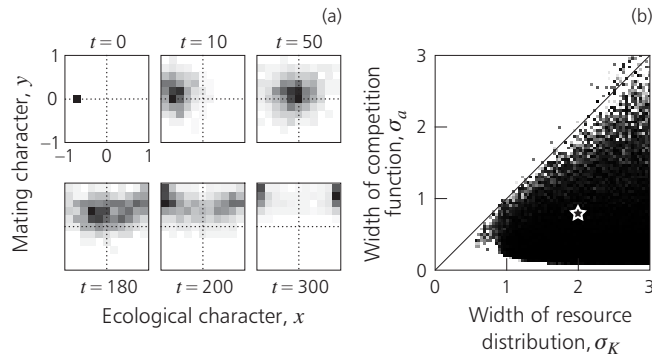 (a)
t = 0
t = 10
t = 50
Mating character, y
1
0
−1
−1
0
1
t = 180
t = 200
t = 300
Ecological character, x
(b)
Width of competition
function, σa
3
2
1
0
0
1
2
3
Width of resource
distribution, σK